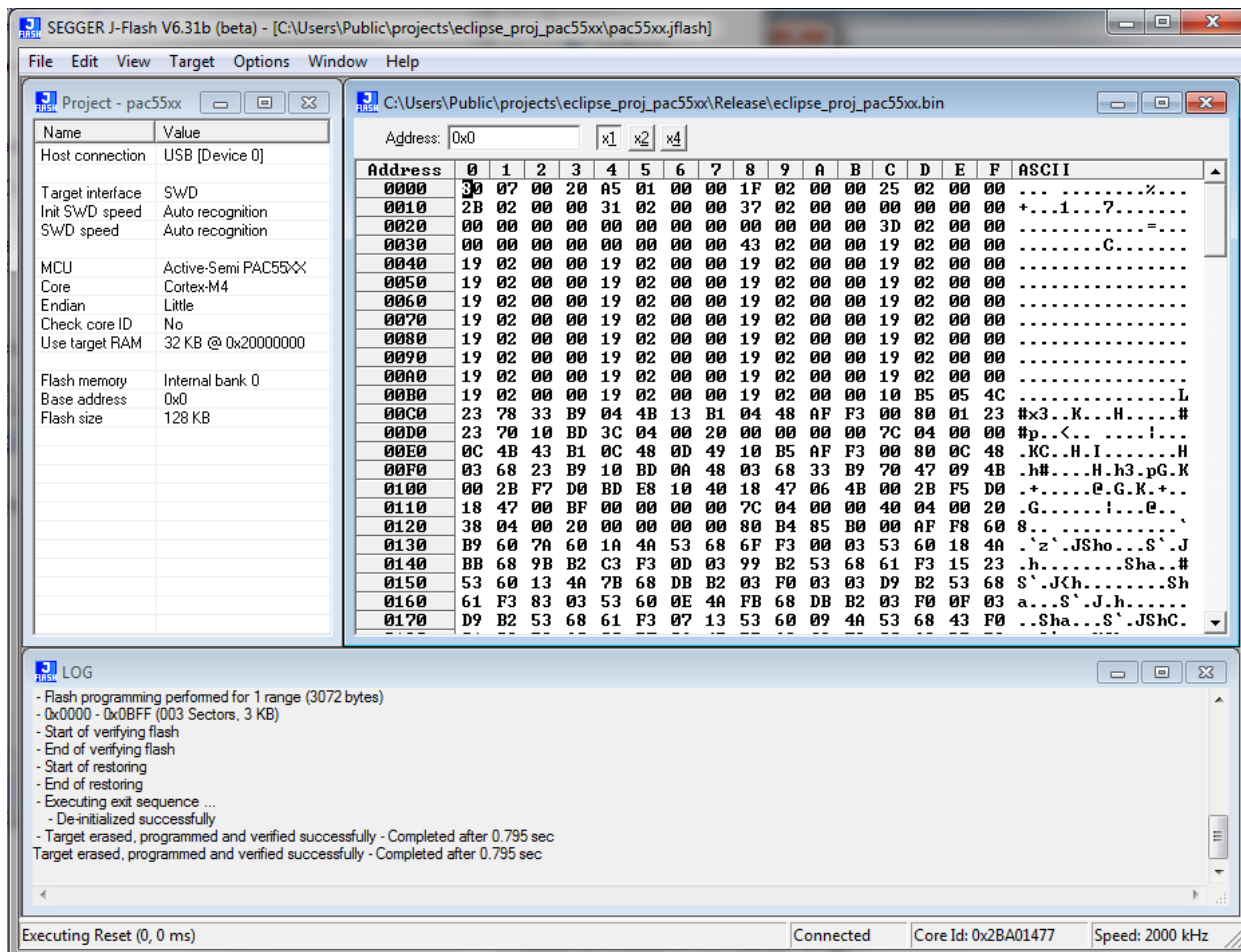 SEGGER J-Flash V6.31b (beta) - [C:\Users\Public\projects\eclipse_proj_pac55xx\pac55xx.jflash]
File Edit View Target Options Window Help
Project - pac55xx
Name Value
Host connection USB [Device 0]
Target interface SWD
Init SWD speed Auto recognition
SWD speed Auto recognition
MCU Active-Semi PAC55XX
Core Cortex-M4
Endian Little
Check core ID No
Use target RAM 32 KB @ 0x20000000
Flash memory Internal bank 0
Base address 0x0
Flash size 128 KB
C:\Users\Public\projects\eclipse_proj_pac55xx\Release\eclipse_proj_pac55xx.bin
Address: 0x0 x1 x2 x4
Address 0 1 2 3 4 5 6 7 8 9 A B C D E F ASCII
0000 80 07 00 20 A5 01 00 00 1F 02 00 00 25 02 00 00 ... ........%...
0010 2B 02 00 00 31 02 00 00 37 02 00 00 00 00 00 00 +...1...7.......
0020 00 00 00 00 00 00 00 00 00 00 00 00 3D 02 00 00 ............=...
0030 00 00 00 00 00 00 00 00 43 02 00 00 19 02 00 00 ........C.......
0040 19 02 00 00 19 02 00 00 19 02 00 00 19 02 00 00 ................
0050 19 02 00 00 19 02 00 00 19 02 00 00 19 02 00 00 ................
0060 19 02 00 00 19 02 00 00 19 02 00 00 19 02 00 00 ................
0070 19 02 00 00 19 02 00 00 19 02 00 00 19 02 00 00 ................
0080 19 02 00 00 19 02 00 00 19 02 00 00 19 02 00 00 ................
0090 19 02 00 00 19 02 00 00 19 02 00 00 19 02 00 00 ................
00A0 19 02 00 00 19 02 00 00 19 02 00 00 19 02 00 00 ................
00B0 19 02 00 00 19 02 00 00 19 02 00 00 10 B5 05 4C ...............L
00C0 23 78 33 B9 04 4B 13 B1 04 48 AF F3 00 80 01 23 #x3..K...H.....#
00D0 23 70 10 BD 3C 04 00 20 00 00 00 00 7C 04 00 00 #p..<.. ....|...
00E0 0C 4B 43 B1 0C 48 0D 49 10 B5 AF F3 00 80 0C 48 .KC..H.I.......H
00F0 03 68 23 B9 10 BD 0A 48 03 68 33 B9 70 47 09 4B .h#....H.h3.pG.K
0100 00 2B F7 D0 BD E8 10 40 18 47 06 4B 00 2B F5 D0 .+.....@.G.K.+..
0110 18 47 00 BF 00 00 00 00 7C 04 00 00 40 04 00 20 .G......|...@.. 
0120 38 04 00 20 00 00 00 00 80 B4 85 B0 00 AF F8 60 8.. ...........`
0130 B9 60 7A 60 1A 4A 53 68 6F F3 00 03 53 60 18 4A .`z`.JSho...S`.J
0140 BB 68 9B B2 C3 F3 0D 03 99 B2 53 68 61 F3 15 23 .h........Sha..#
0150 53 60 13 4A 7B 68 DB B2 03 F0 03 03 D9 B2 53 68 S`.J{h........Sh
0160 61 F3 83 03 53 60 0E 4A FB 68 DB B2 03 F0 0F 03 a...S`.J.h......
0170 D9 B2 53 68 61 F3 07 13 53 60 09 4A 53 68 43 F0 ..Sha...S`.JShC.
LOG
- Flash programming performed for 1 range (3072 bytes)
- 0x0000 - 0x0BFF (003 Sectors, 3 KB)
- Start of verifying flash
- End of verifying flash
- Start of restoring
- End of restoring
- Executing exit sequence ...
- De-initialized successfully
- Target erased, programmed and verified successfully - Completed after 0.795 sec
Target erased, programmed and verified successfully - Completed after 0.795 sec
Executing Reset (0, 0 ms) Connected Core Id: 0x2BA01477 Speed: 2000 kHz